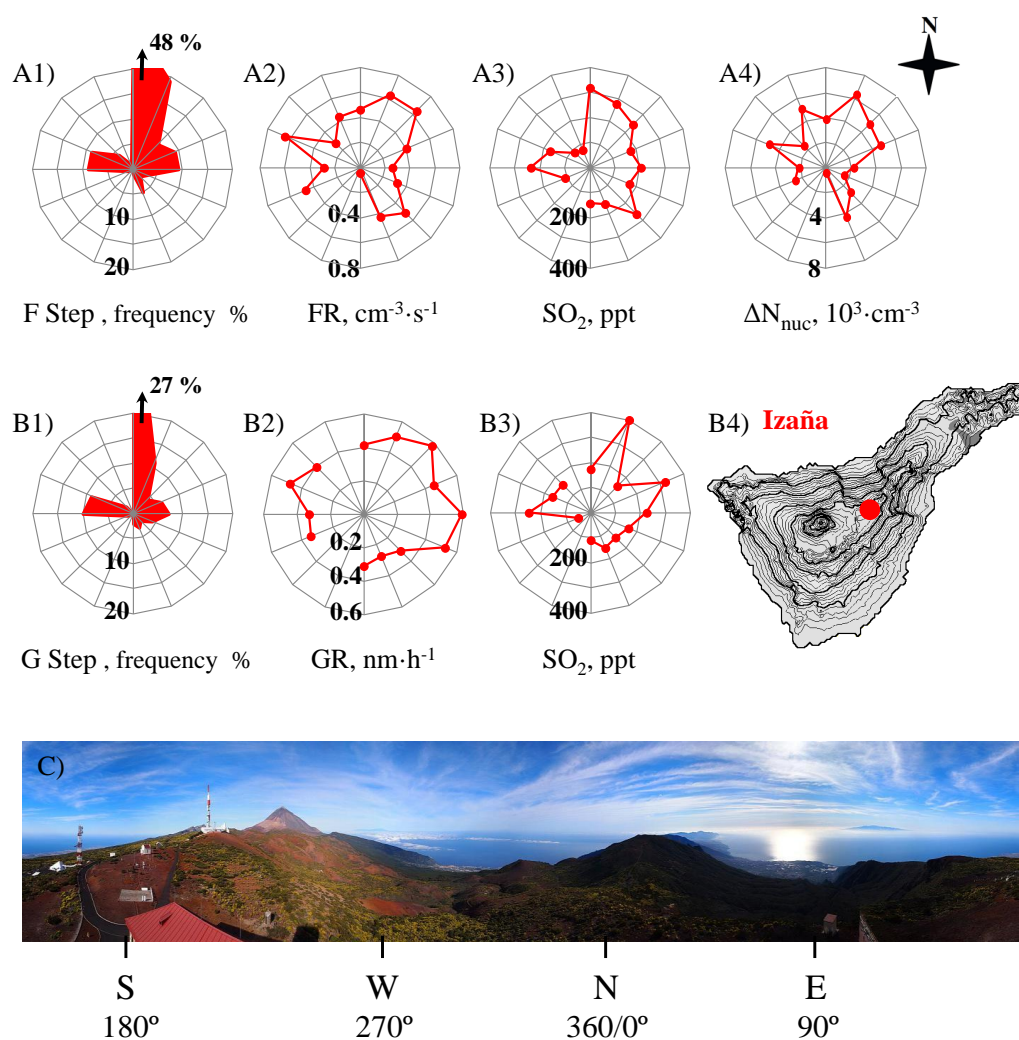 48 %
N
A1)
A2)
A3)
A4)
10
20
0.4
0.8
200
400
4
8
F Step , frequency %
FR, cm⁻³·s⁻¹
SO₂, ppt
ΔNₙᵤ꜀, 10³·cm⁻³
27 %
B1)
B2)
B3)
B4) Izaña
10
20
0.2
0.4
0.6
200
400
G Step , frequency %
GR, nm·h⁻¹
SO₂, ppt
C)
S
W
N
E
180º
270º
360/0º
90º